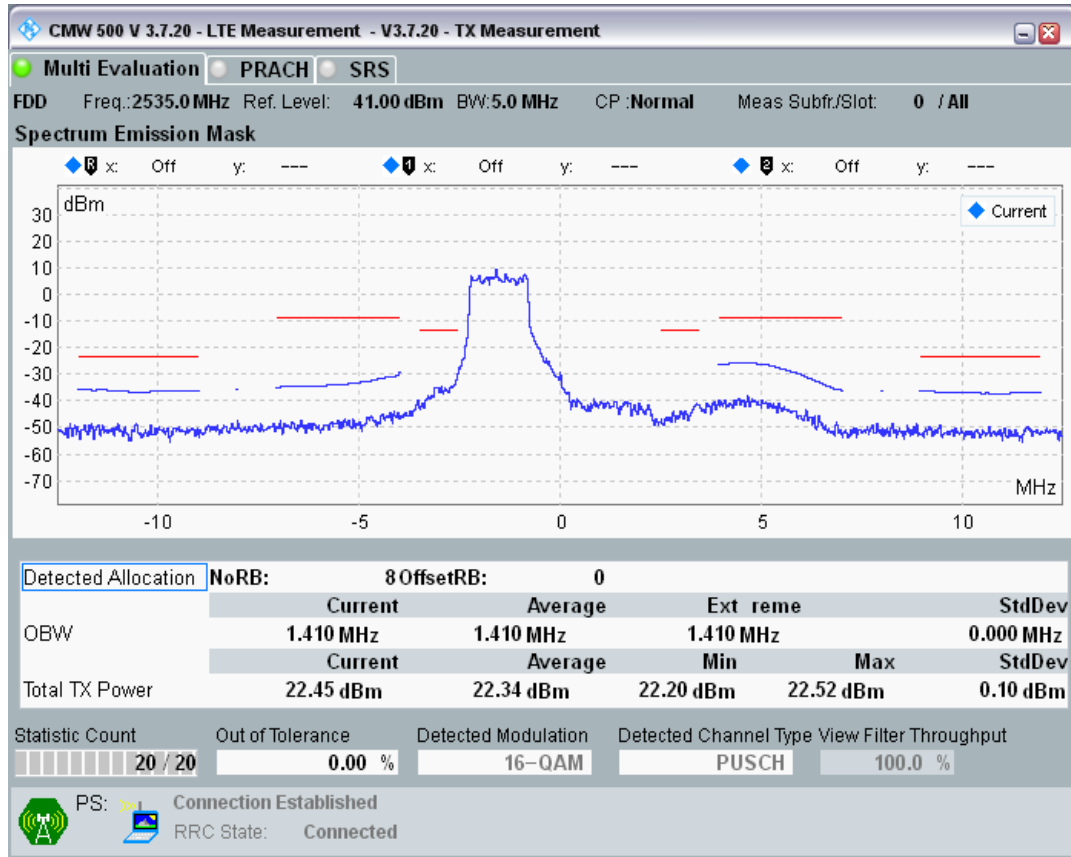 CMW 500 V 3.7.20 - LTE Measurement - V3.7.20 - TX Measurement
Multi Evaluation PRACH SRS
FDD Freq.:2535.0 MHz Ref. Level: 41.00 dBm BW:5.0 MHz CP :Normal Meas Subfr./Slot: 0 / All
Spectrum Emission Mask
R x: Off y: --- 1 x: Off y: --- 2 x: Off y: ---
dBm
Current
30
20
10
0
-10
-20
-30
-40
-50
-60
-70
MHz
-10 -5 0 5 10
Detected Allocation NoRB: 8 OffsetRB: 0
Current Average Ext reme StdDev
OBW 1.410 MHz 1.410 MHz 1.410 MHz 0.000 MHz
Current Average Min Max StdDev
Total TX Power 22.45 dBm 22.34 dBm 22.20 dBm 22.52 dBm 0.10 dBm
Statistic Count Out of Tolerance Detected Modulation Detected Channel Type View Filter Throughput
20 / 20 0.00 % 16-QAM PUSCH 100.0 %
PS: Connection Established
RRC State: Connected